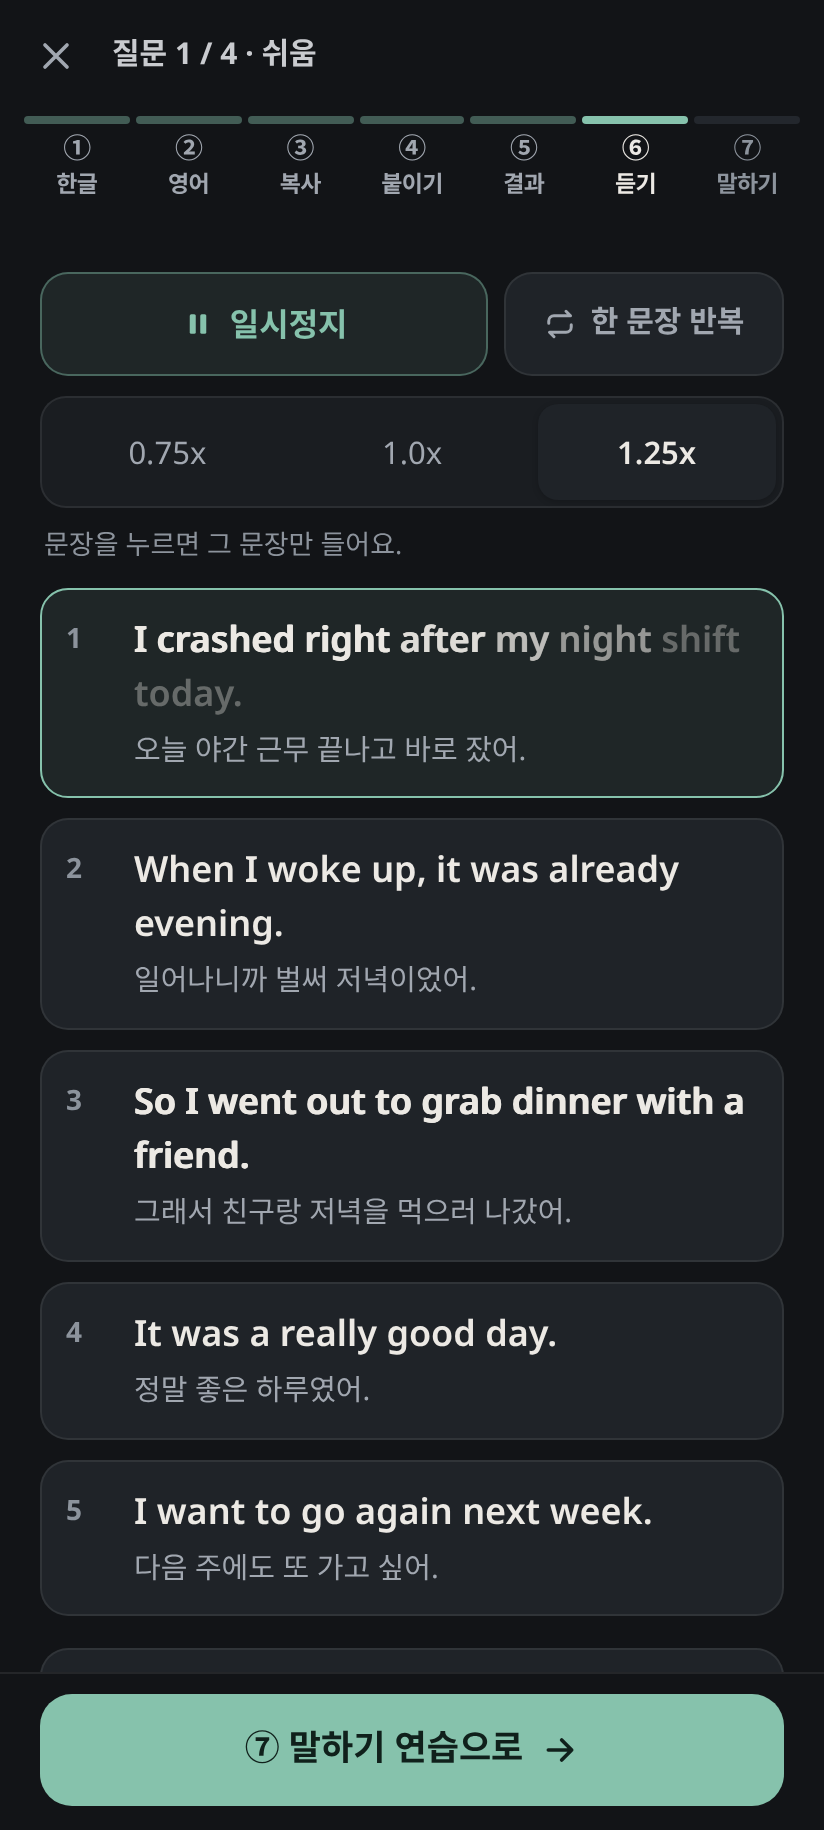 질문 1 / 4 · 쉬움
① ② ③ ④ ⑤ ⑥ ⑦
한글 영어 복사 붙이기 결과 듣기 말하기
일시정지 한 문장 반복
0.75x 1.0x 1.25x
문장을 누르면 그 문장만 들어요.
1 I crashed right after my night shift
today.
오늘 야간 근무 끝나고 바로 잤어.
2 When I woke up, it was already
evening.
일어나니까 벌써 저녁이었어.
3 So I went out to grab dinner with a
friend.
그래서 친구랑 저녁을 먹으러 나갔어.
4 It was a really good day.
정말 좋은 하루였어.
5 I want to go again next week.
다음 주에도 또 가고 싶어.
⑦ 말하기 연습으로 →